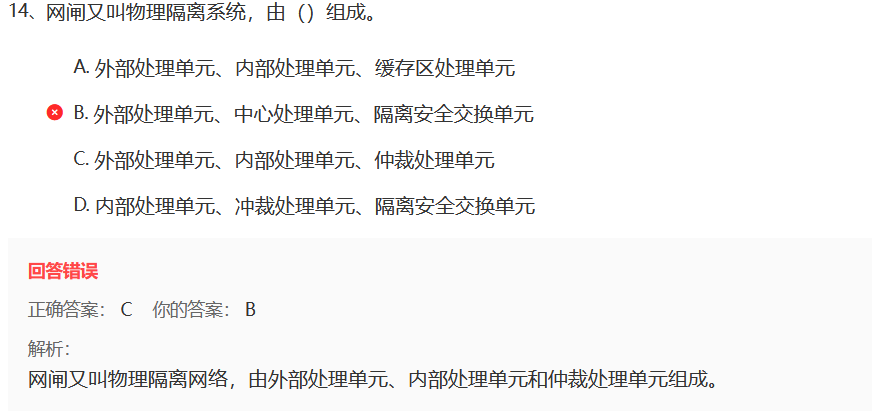 14、网闸又叫物理隔离系统，由（）组成。
A. 外部处理单元、内部处理单元、缓存区处理单元
B. 外部处理单元、中心处理单元、隔离安全交换单元
C. 外部处理单元、内部处理单元、仲裁处理单元
D. 内部处理单元、冲裁处理单元、隔离安全交换单元
回答错误
正确答案： C 你的答案： B
解析：
网闸又叫物理隔离网络，由外部处理单元、内部处理单元和仲裁处理单元组成。